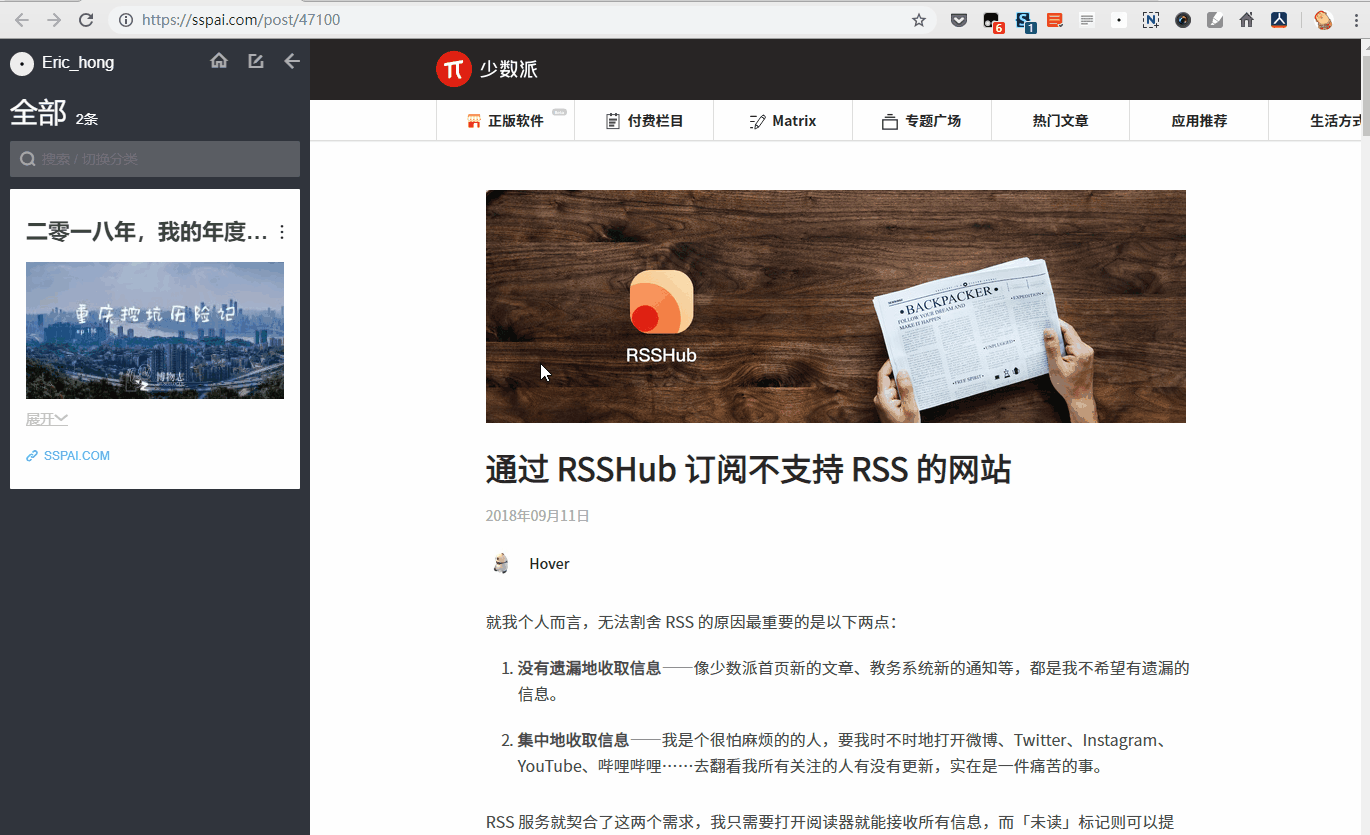 https://sspai.com/post/47100
6
1
Eric_hong
全部 2条
搜索 / 切换分类
二零一八年，我的年度...
重庆挖坑历险记
博物志
展开
SSPAI.COM
少数派
正版软件
付费栏目
Matrix
专题广场
热门文章
应用推荐
生活方式
RSSHub
BACKPACKER
FOLLOW YOUR DREAM AND
MAKE IT HAPPEN
•EXPEDITION•
•UNPLUGGED•
•FREE SPIRIT•
通过 RSSHub 订阅不支持 RSS 的网站
2018年09月11日
Hover
就我个人而言，无法割舍 RSS 的原因最重要的是以下两点：
1. 没有遗漏地收取信息——像少数派首页新的文章、教务系统新的通知等，都是我不希望有遗漏的
信息。
2. 集中地收取信息——我是个很怕麻烦的的人，要我时不时地打开微博、Twitter、Instagram、
YouTube、哔哩哔哩……去翻看我所有关注的人有没有更新，实在是一件痛苦的事。
RSS 服务就契合了这两个需求，我只需要打开阅读器就能接收所有信息，而「未读」标记则可以提